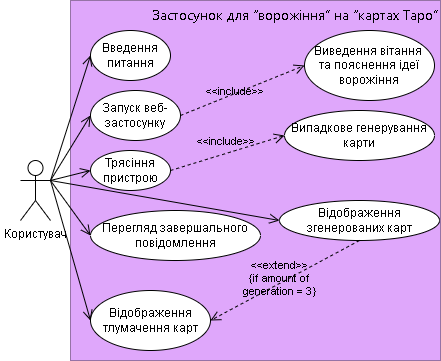 Застосунок для "ворожіння" на "картах Таро"
Введення
питання
Виведення вітання
та пояснення ідеї
ворожіння
<<include>>
Запуск веб-
застосунку
<<include>>
Випадкове генерування
карти
Трясіння
пристрою
Користувач
Відображення
згенерованих карт
Перегляд завершального
повідомлення
<<extend>>
{if amount of
generation = 3}
Відображення
тлумачення карт